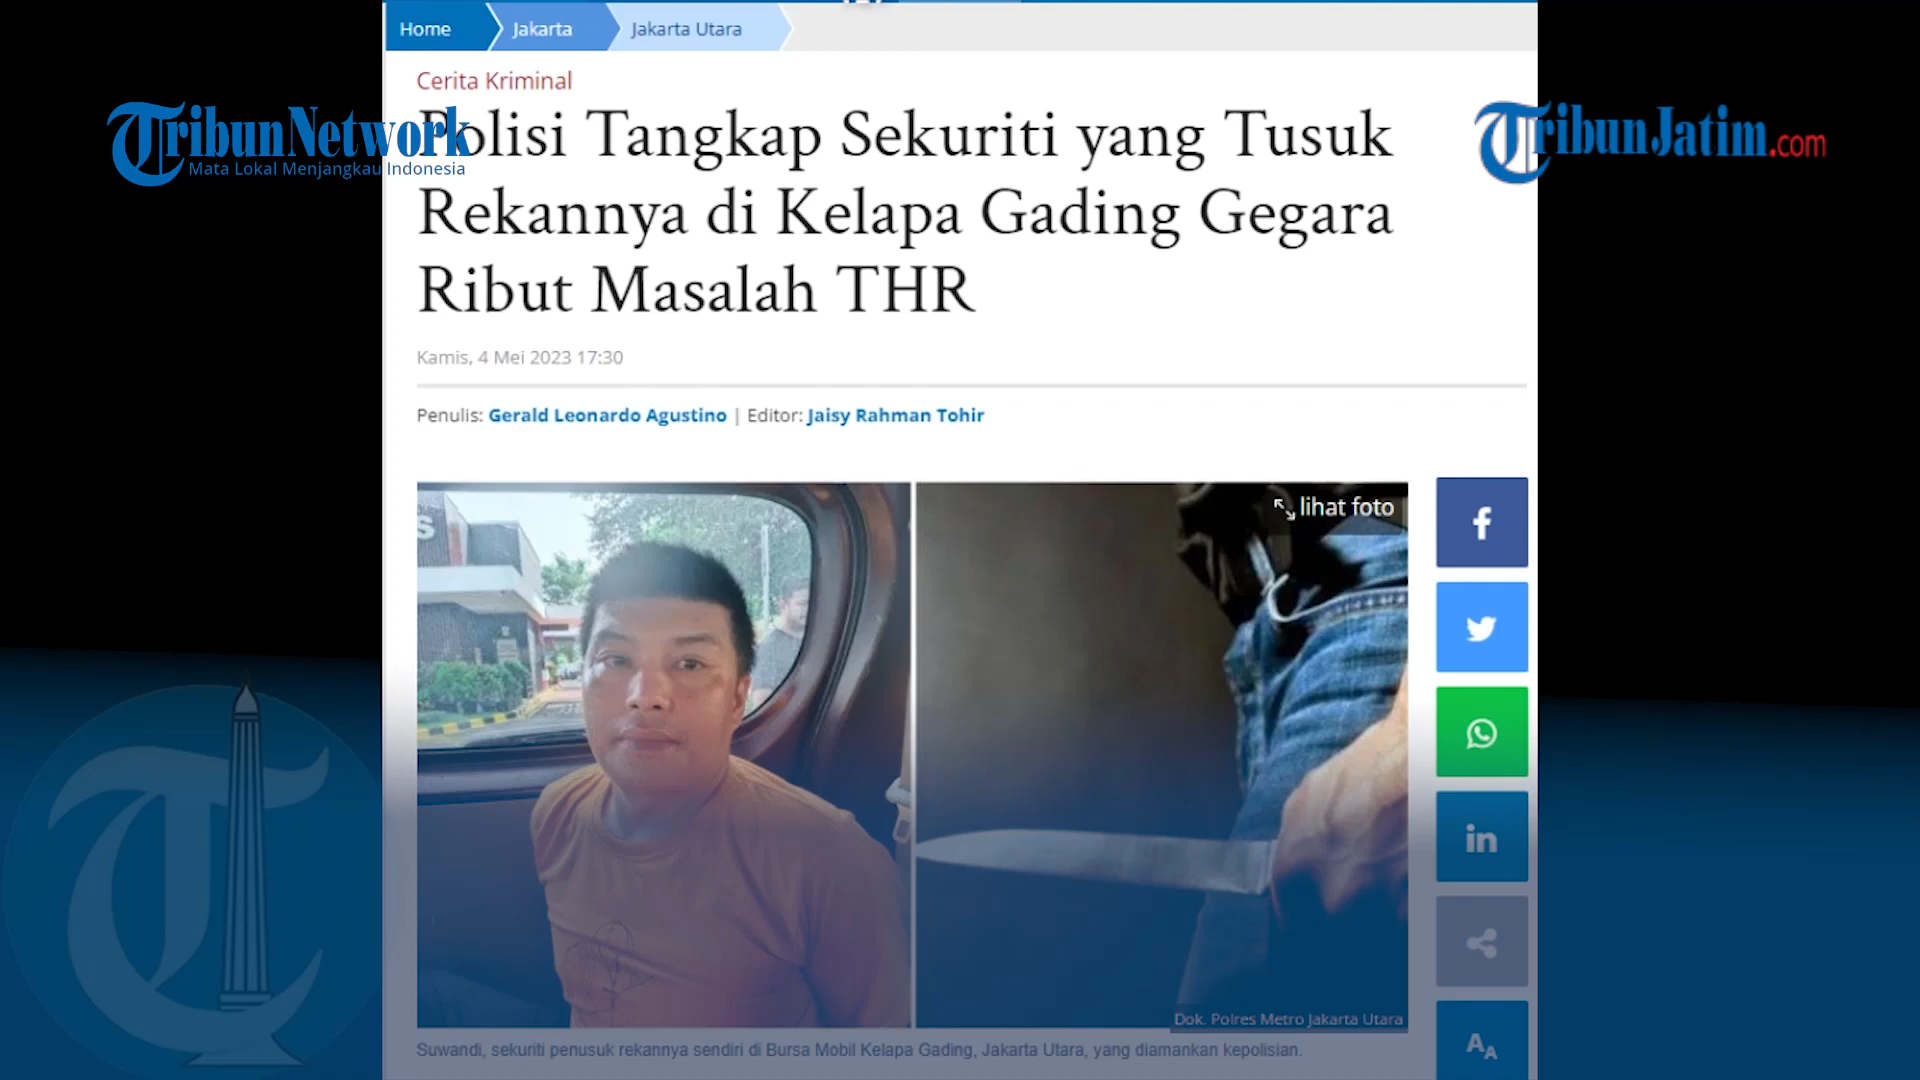 Home
Jakarta
Jakarta Utara
Cerita Kriminal
TribunNetwork
Mata Lokal Menjangkau Indonesia
TribunJatim.com
Polisi Tangkap Sekuriti yang Tusuk
Rekannya di Kelapa Gading Gegara
Ribut Masalah THR
Kamis, 4 Mei 2023 17:30
Penulis: Gerald Leonardo Agustino | Editor: Jaisy Rahman Tohir
lihat foto
Dok. Polres Metro Jakarta Utara
Suwandi, sekuriti penusuk rekannya sendiri di Bursa Mobil Kelapa Gading, Jakarta Utara, yang diamankan kepolisian.